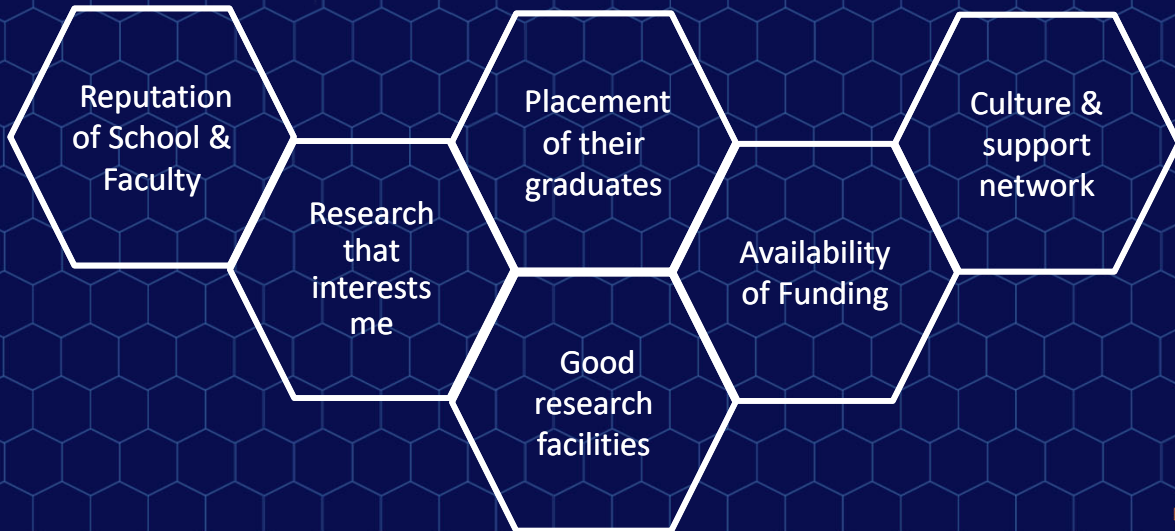 Reputation
of School &
Faculty
Research
that
interests
me
Placement
of their
graduates
Good
research
facilities
Availability
of Funding
Culture &
support
network